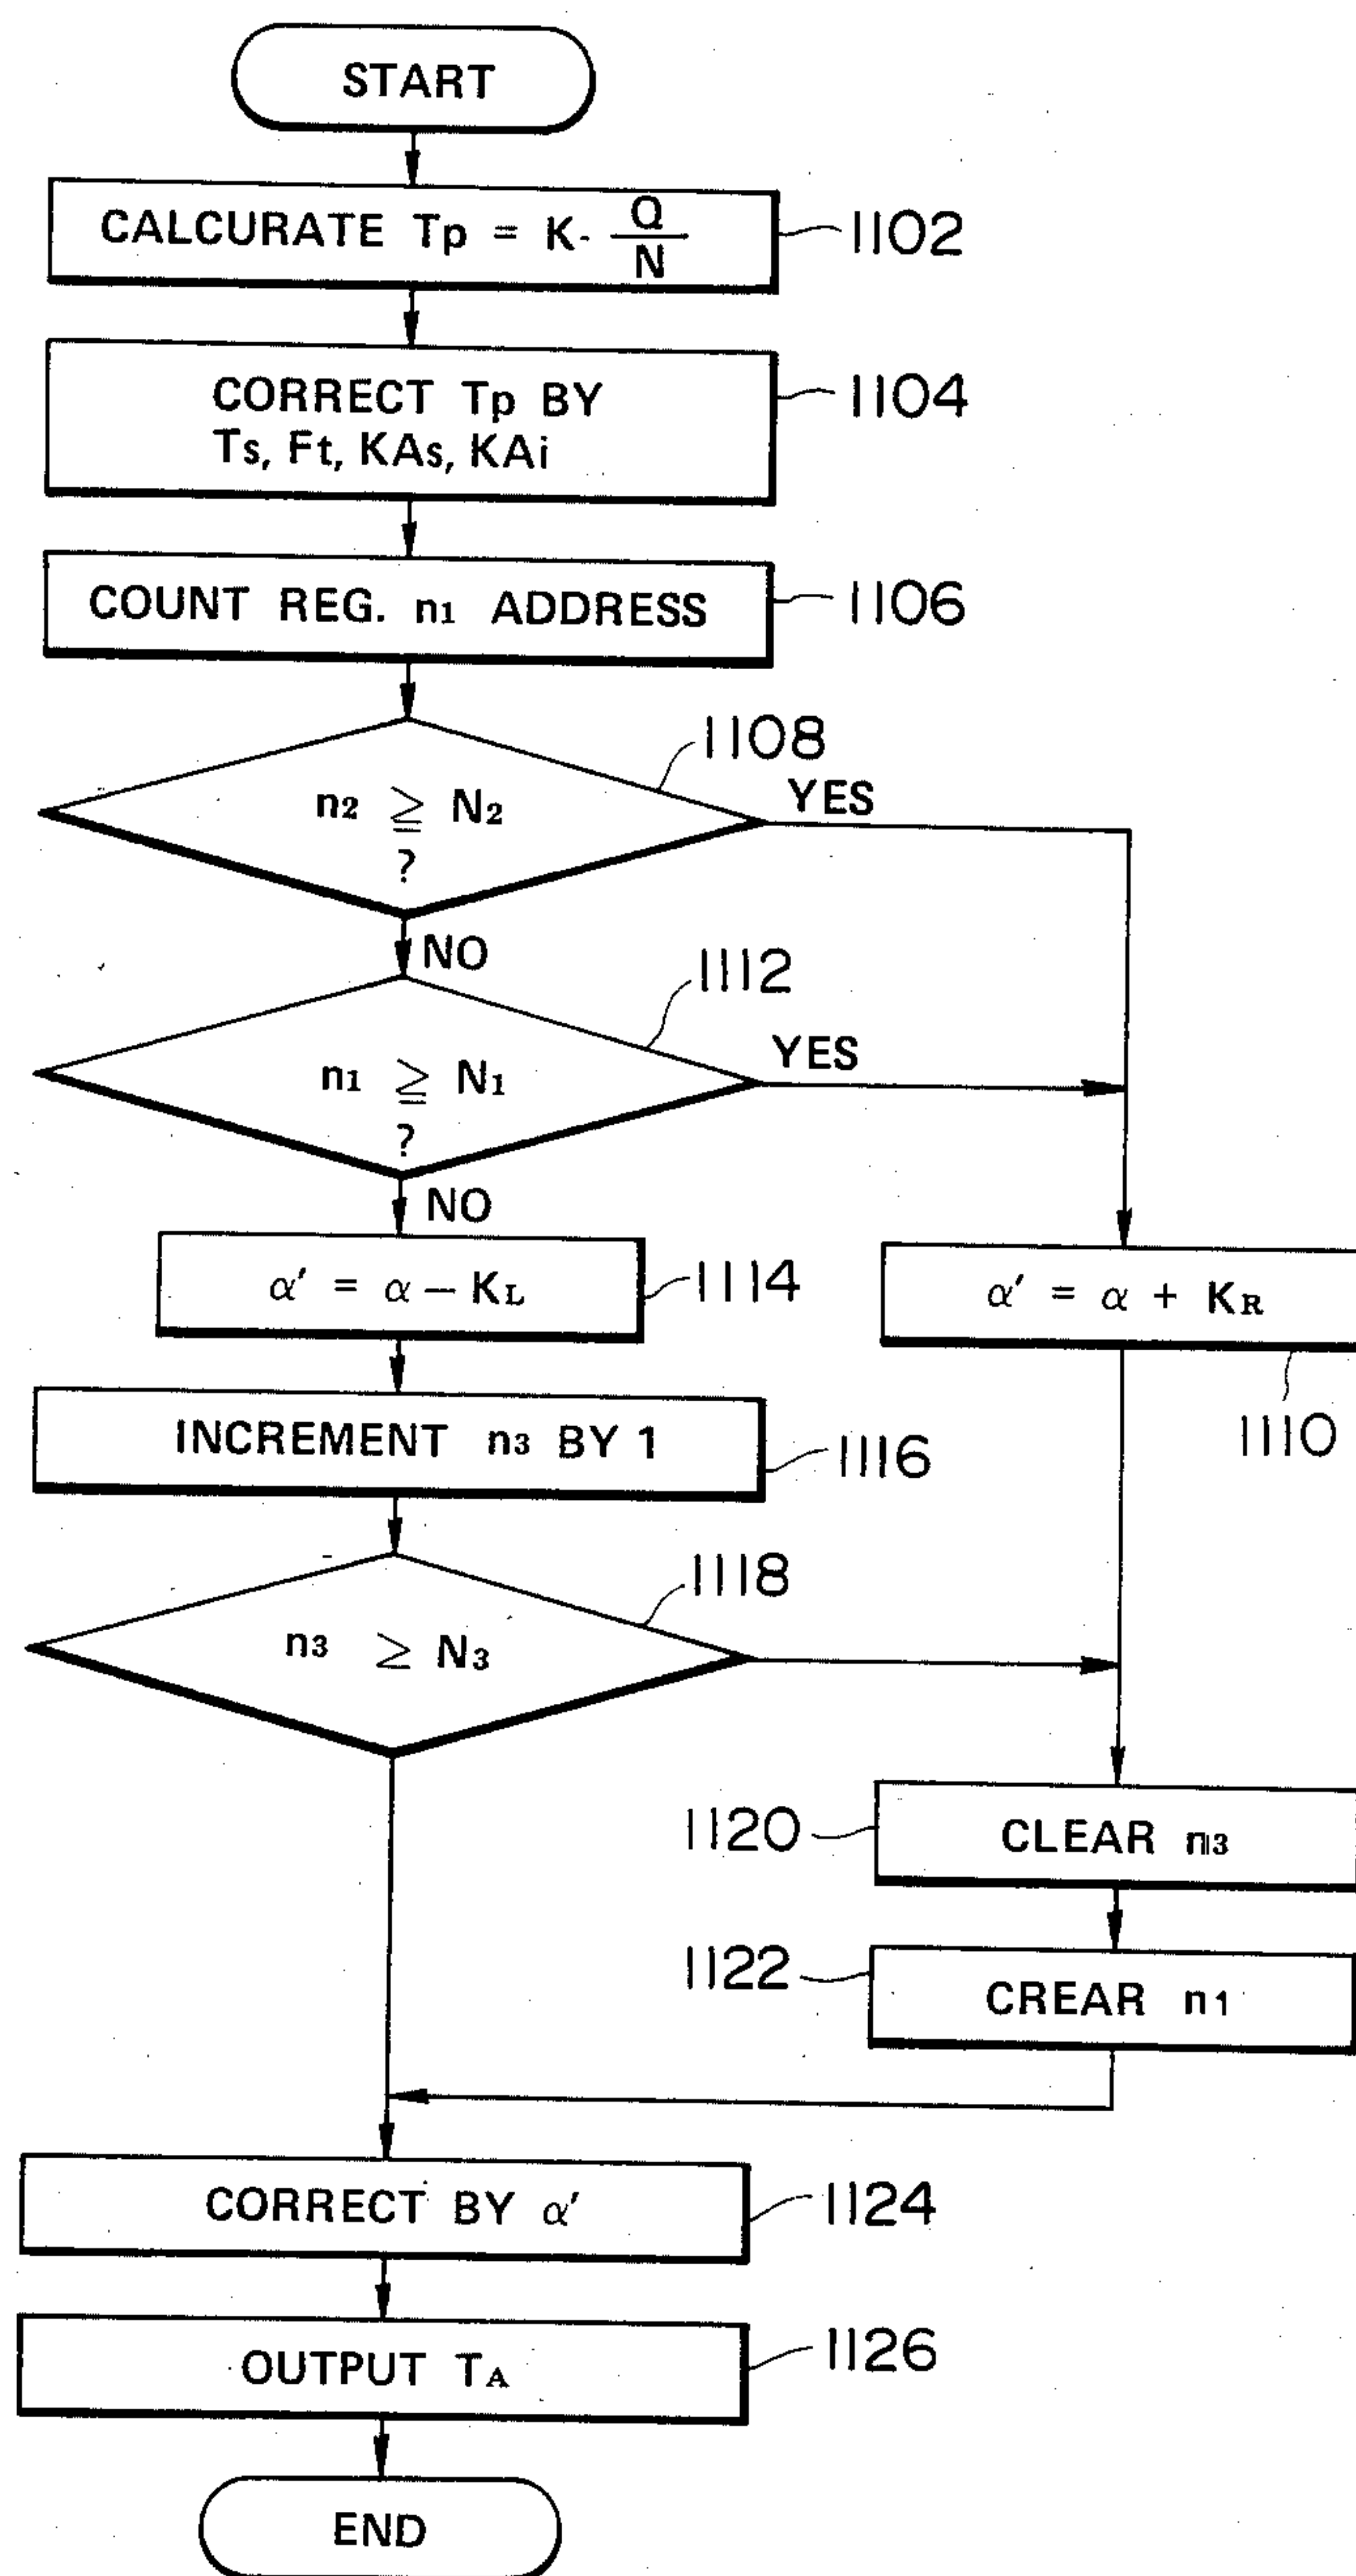 START
CALCURATE Tp = K- Q/N
1102
CORRECT Tp BY
Ts, Ft, KAs, KAi
1104
COUNT REG. n1 ADDRESS
1106
1108
n2 ≧ N2
?
YES
NO
1112
n1 ≧ N1
?
YES
NO
α' = α − KL
1114
α' = α + KR
1110
INCREMENT n3 BY 1
1116
1118
n3 ≥ N3
1120
CLEAR n3
1122
CREAR n1
CORRECT BY α'
1124
OUTPUT TA
1126
END